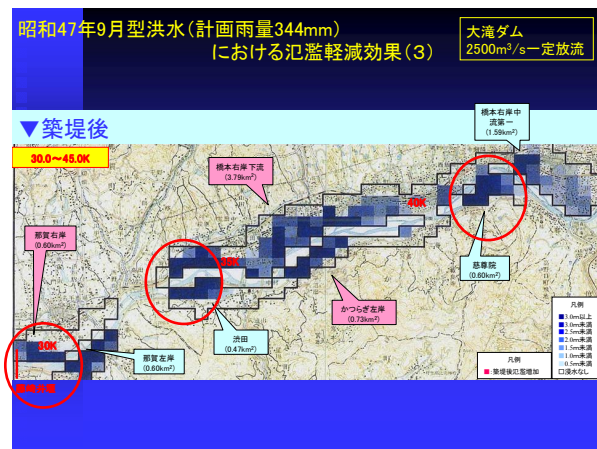 昭和47年9月型洪水(計画雨量344mm)
における氾濫軽減効果(3)
大滝ダム
2500m³/s一定放流
▼築堤後
30.0~45.0K
橋本右岸中
流第一
(1.59km²)
橋本右岸下流
(3.79km²)
40K
那賀右岸
(0.60km²)
慈尊院
(0.60km²)
35K
かつらぎ左岸
(0.73km²)
30K
渋田
(0.47km²)
那賀左岸
(0.60km²)
凡例
■:築堤後氾濫増加
凡例
■3.0m以上
■3.0m未満
■2.5m未満
■2.0m未満
■1.5m未満
■1.0m未満
■0.5m未満
□浸水なし